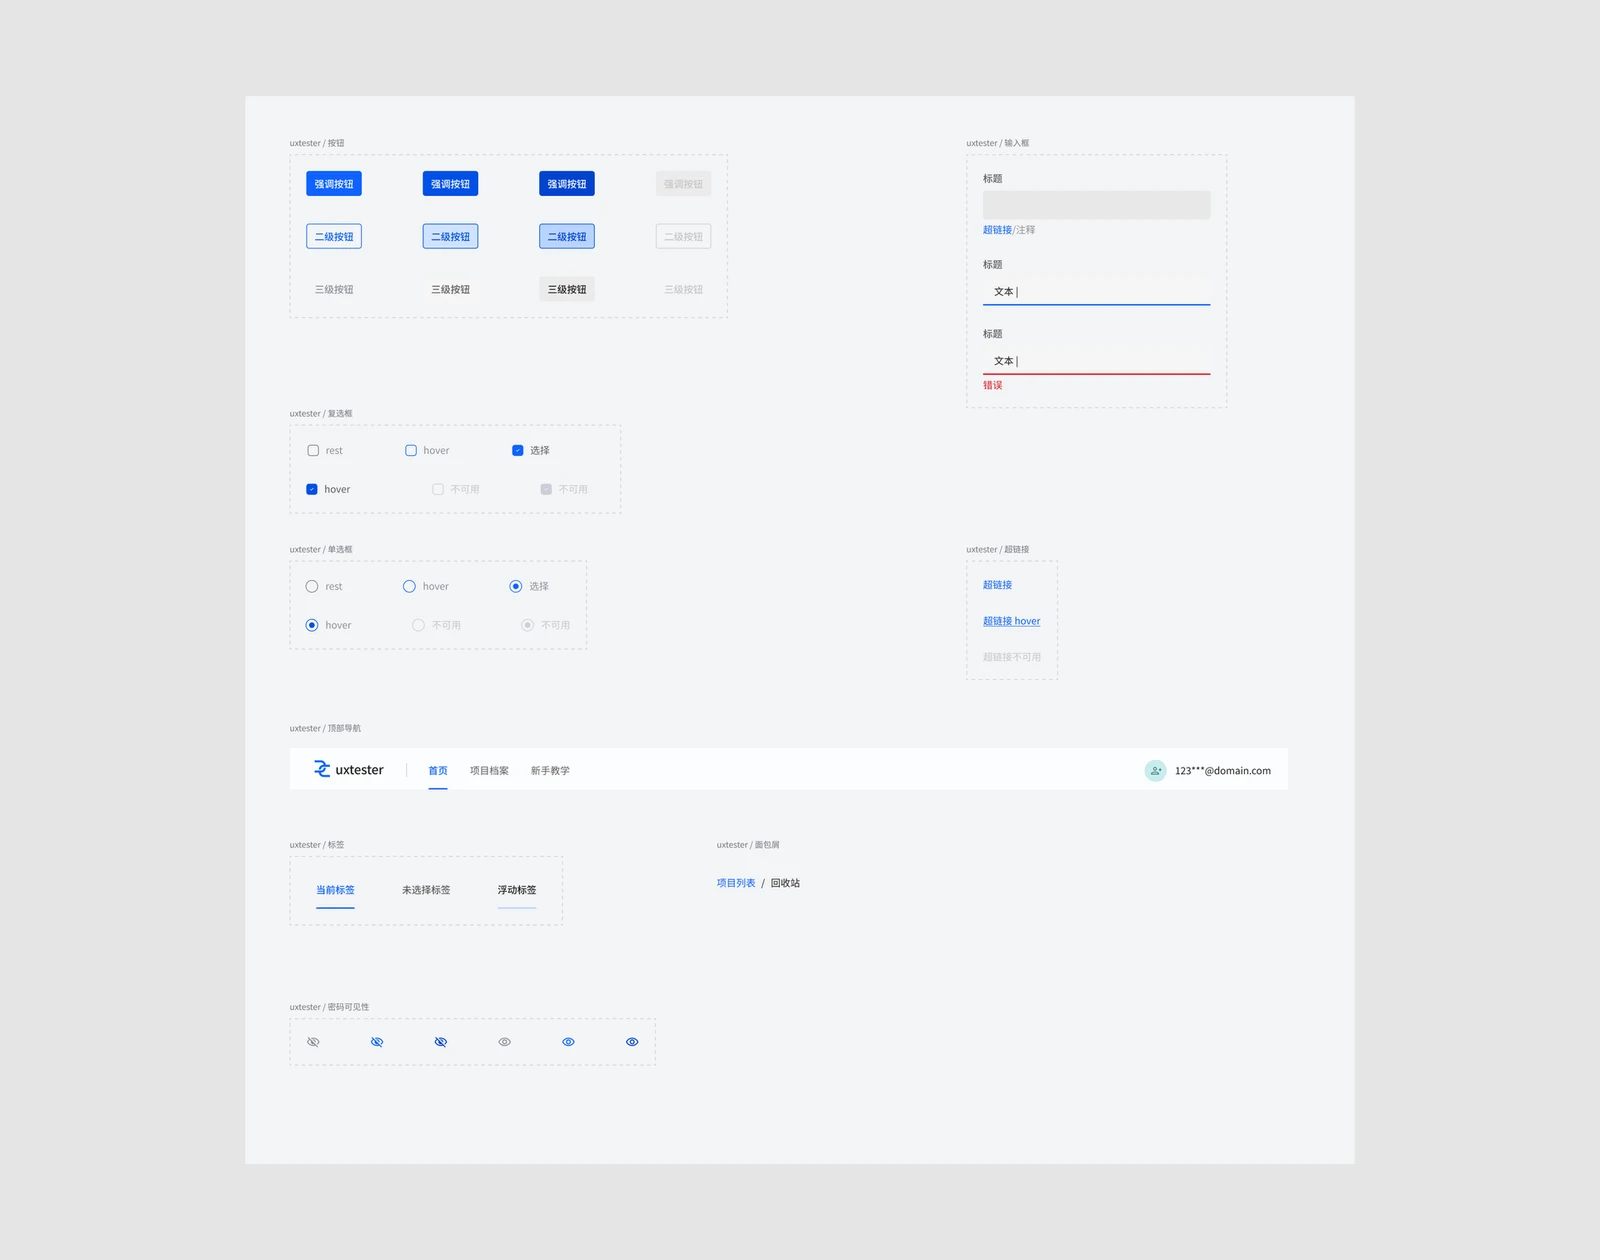 uxtester / 按钮
强调按钮 强调按钮 强调按钮 强调按钮
二级按钮 二级按钮 二级按钮 二级按钮
三级按钮 三级按钮 三级按钮 三级按钮
uxtester / 输入框
标题
超链接/注释
标题
文本 |
标题
文本 |
错误
uxtester / 复选框
rest hover 选择
hover 不可用 不可用
uxtester / 单选框
rest hover 选择
hover 不可用 不可用
uxtester / 超链接
超链接
超链接 hover
超链接不可用
uxtester / 顶部导航
uxtester 首页 项目档案 新手教学 123***@domain.com
uxtester / 标签
当前标签 未选择标签 浮动标签
uxtester / 面包屑
项目列表 / 回收站
uxtester / 密码可见性